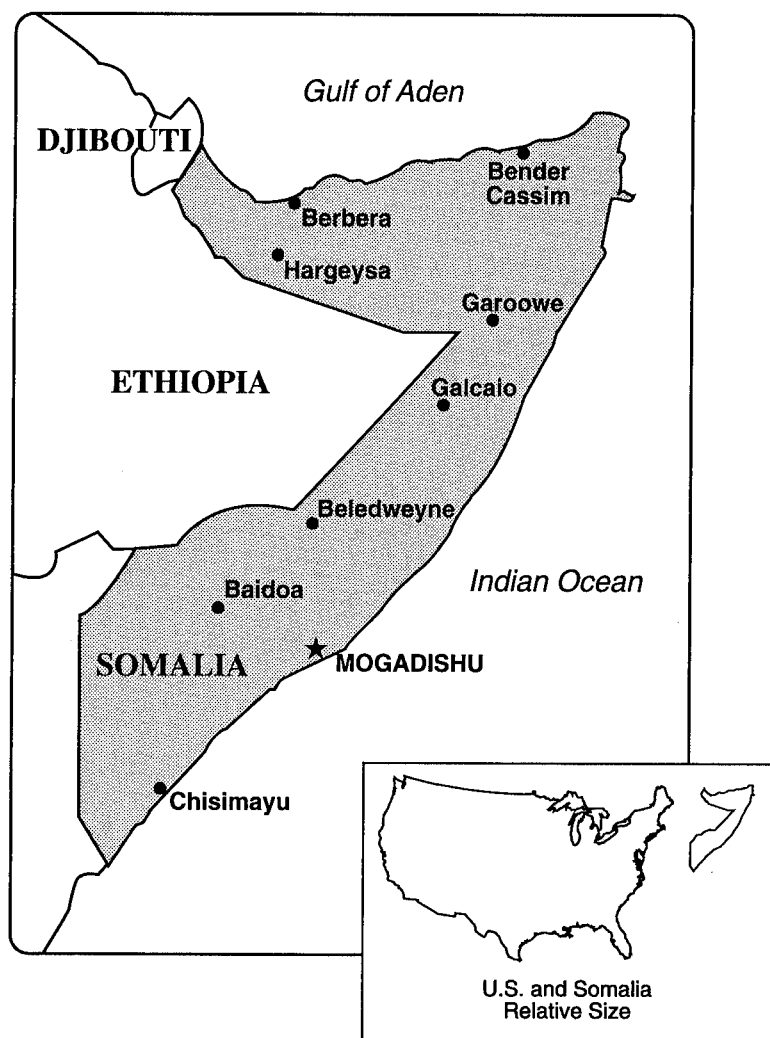 Gulf of Aden
DJIBOUTI
Bender
Cassim
Berbera
Hargeysa
Garoowe
ETHIOPIA
Galcaio
Beledweyne
Indian Ocean
Baidoa
SOMALIA
MOGADISHU
Chisimayu
U.S. and Somalia
Relative Size